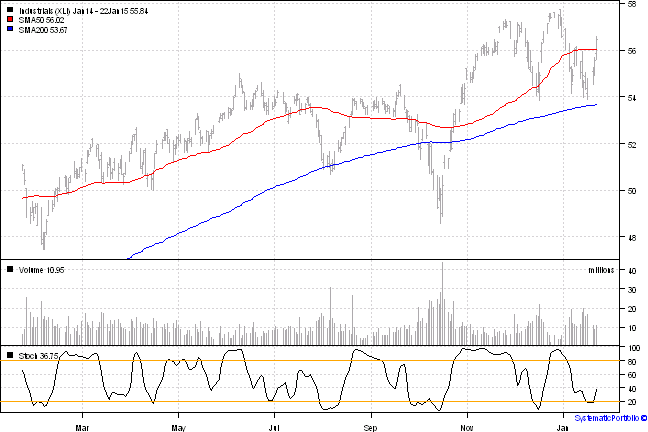 Industrials (XLI) Jan 14 - 22Jan15 55.84
SMA50 56.02
SMA200 53.67
58
56
54
52
50
48
Volume 10.95
millions
40
30
20
10
Stoch 36.75
100
80
60
40
20
Mar
May
Jul
Sep
Nov
Jan
SystematicPortfolio ©